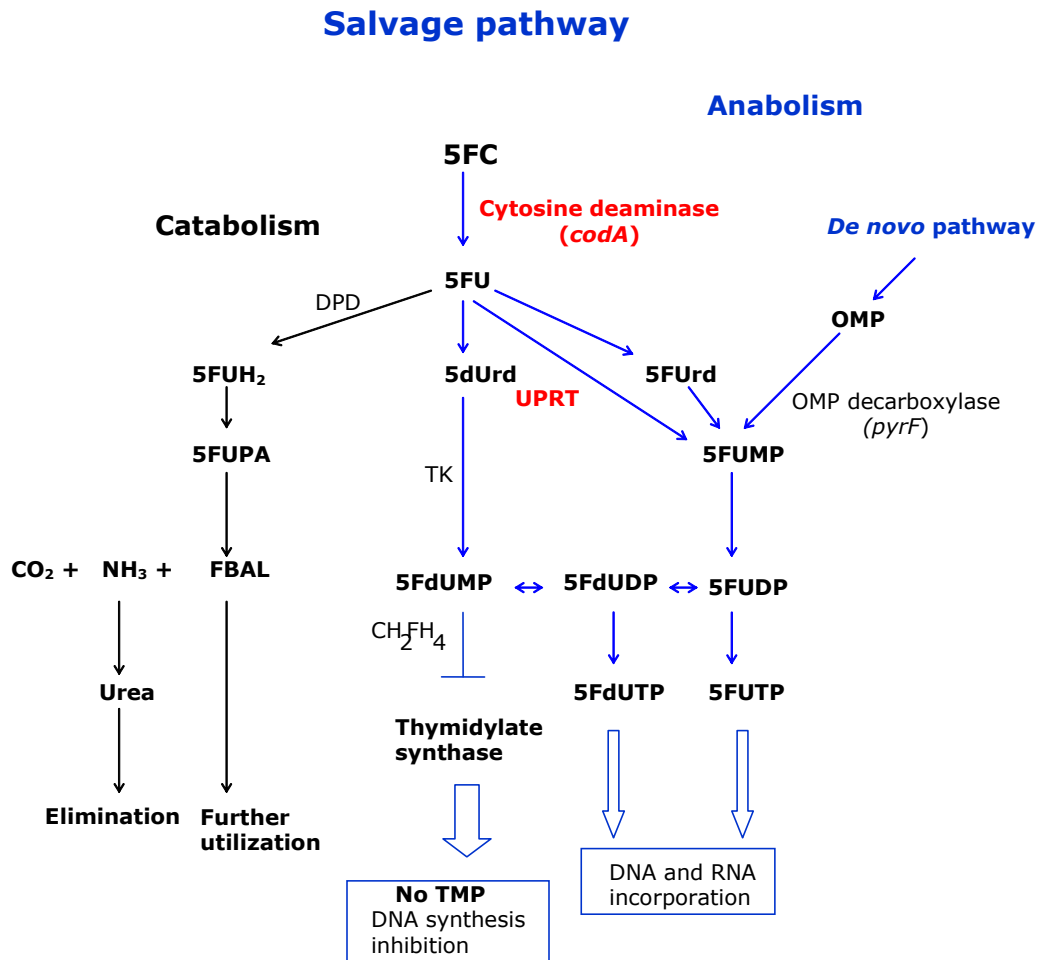 Salvage pathway
Anabolism
5FC
Cytosine deaminase
(codA)
Catabolism
De novo pathway
5FU
DPD
OMP
5FUH₂
5dUrd
5FUrd
UPRT
OMP decarboxylase
(pyrF)
5FUPA
5FUMP
TK
CO₂ + NH₃ + FBAL
5FdUMP
5FdUDP
5FUDP
CH₂FH₄
Urea
5FdUTP
5FUTP
Thymidylate
synthase
Elimination
Further
utilization
DNA and RNA
incorporation
No TMP
DNA synthesis
inhibition